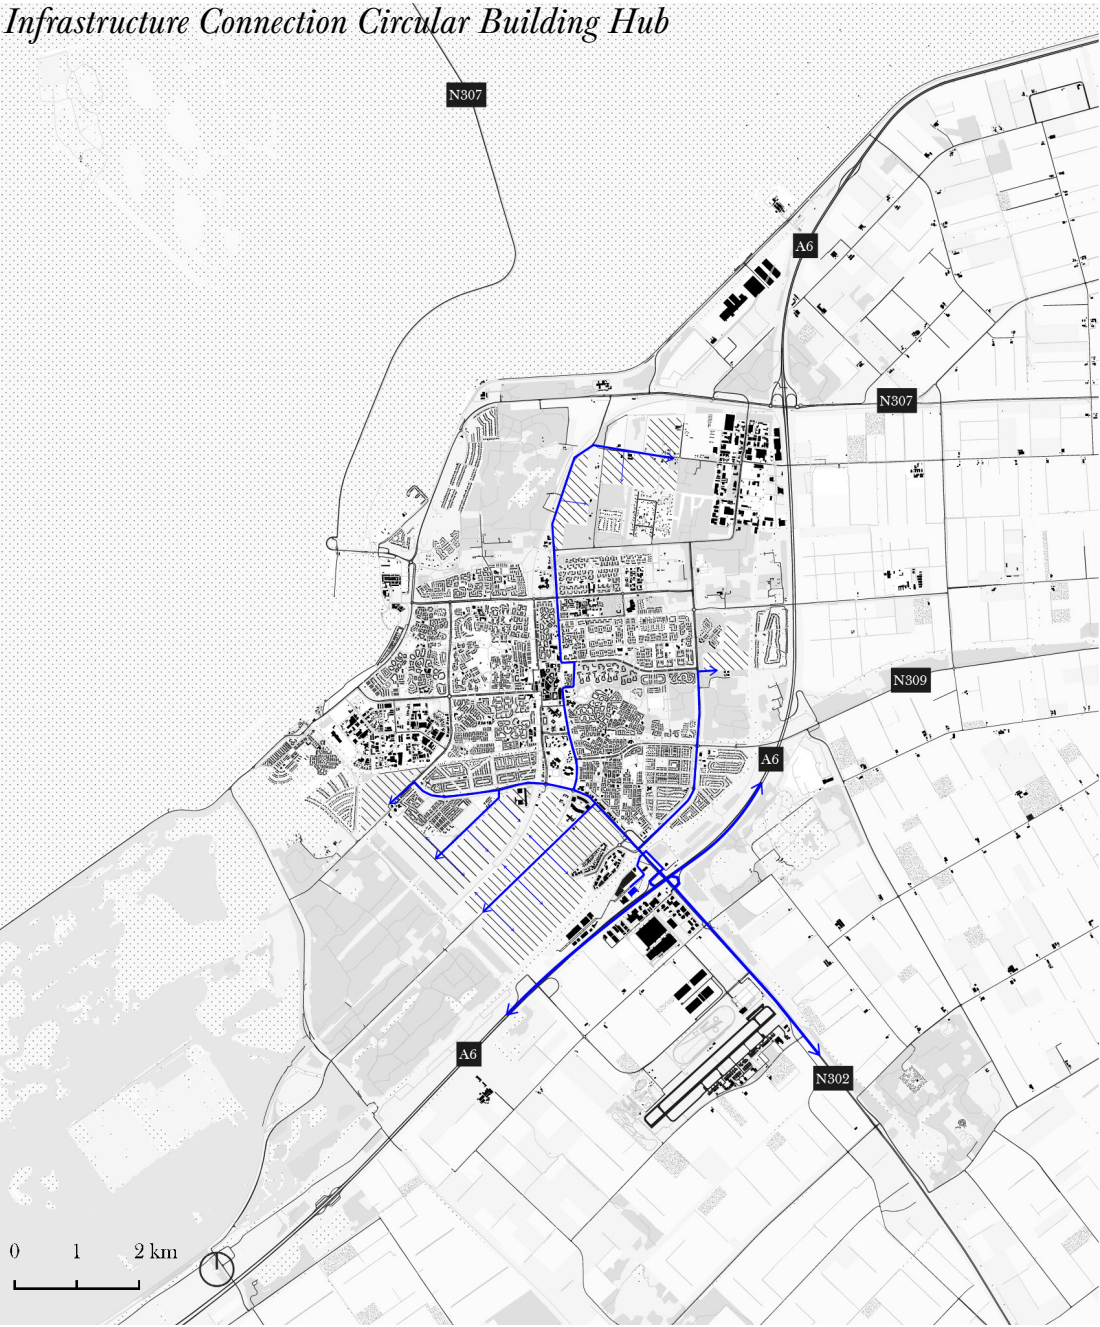 Infrastructure Connection Circular Building Hub
N307
A6
N307
N309
A6
A6
N302
0 1 2 km